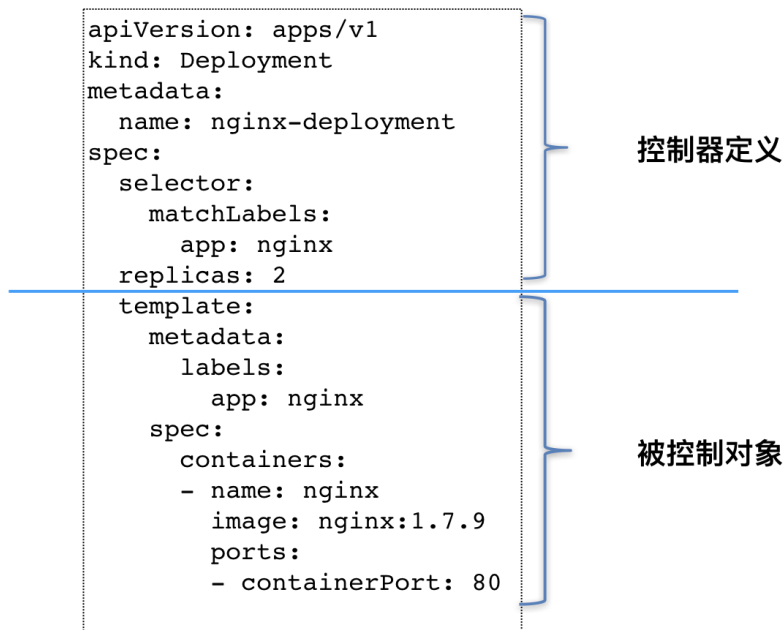 apiVersion: apps/v1
kind: Deployment
metadata:
  name: nginx-deployment
spec:
  selector:
    matchLabels:
      app: nginx
  replicas: 2
  template:
    metadata:
      labels:
        app: nginx
    spec:
      containers:
      - name: nginx
        image: nginx:1.7.9
        ports:
        - containerPort: 80
控制器定义
被控制对象